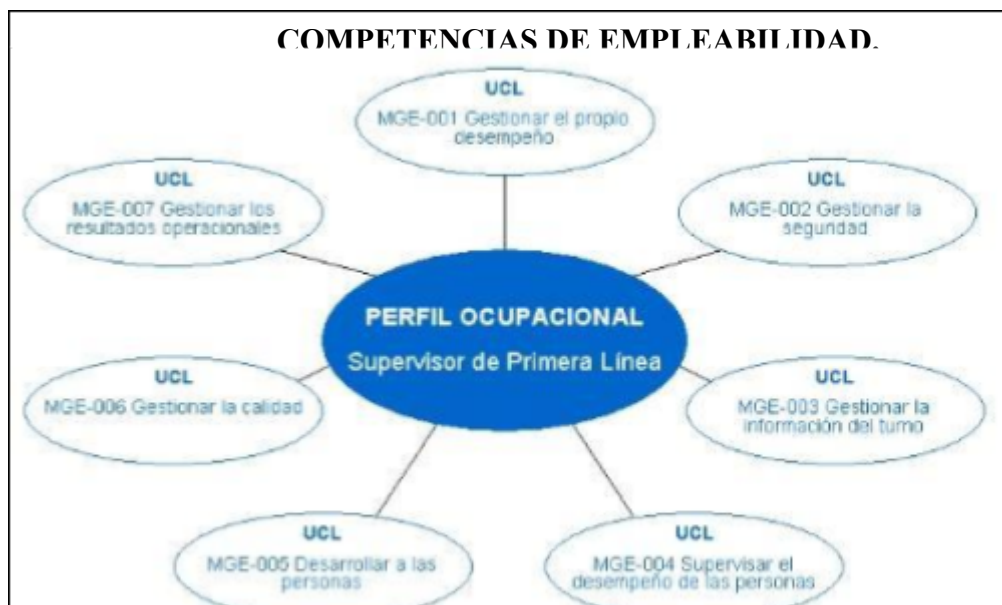 COMPETENCIAS DE EMPLEABILIDAD.
UCL
MGE-001 Gestionar el propio
desempeño
UCL
MGE-007 Gestionar los
resultados operacionales
UCL
MGE-002 Gestionar la
seguridad
PERFIL OCUPACIONAL
Supervisor de Primera Línea
UCL
MGE-006 Gestionar la calidad
UCL
MGE-003 Gestionar la
información del turno
UCL
MGE-005 Desarrollar a las
personas
UCL
MGE-004 Supervisar el
desempeño de las personas